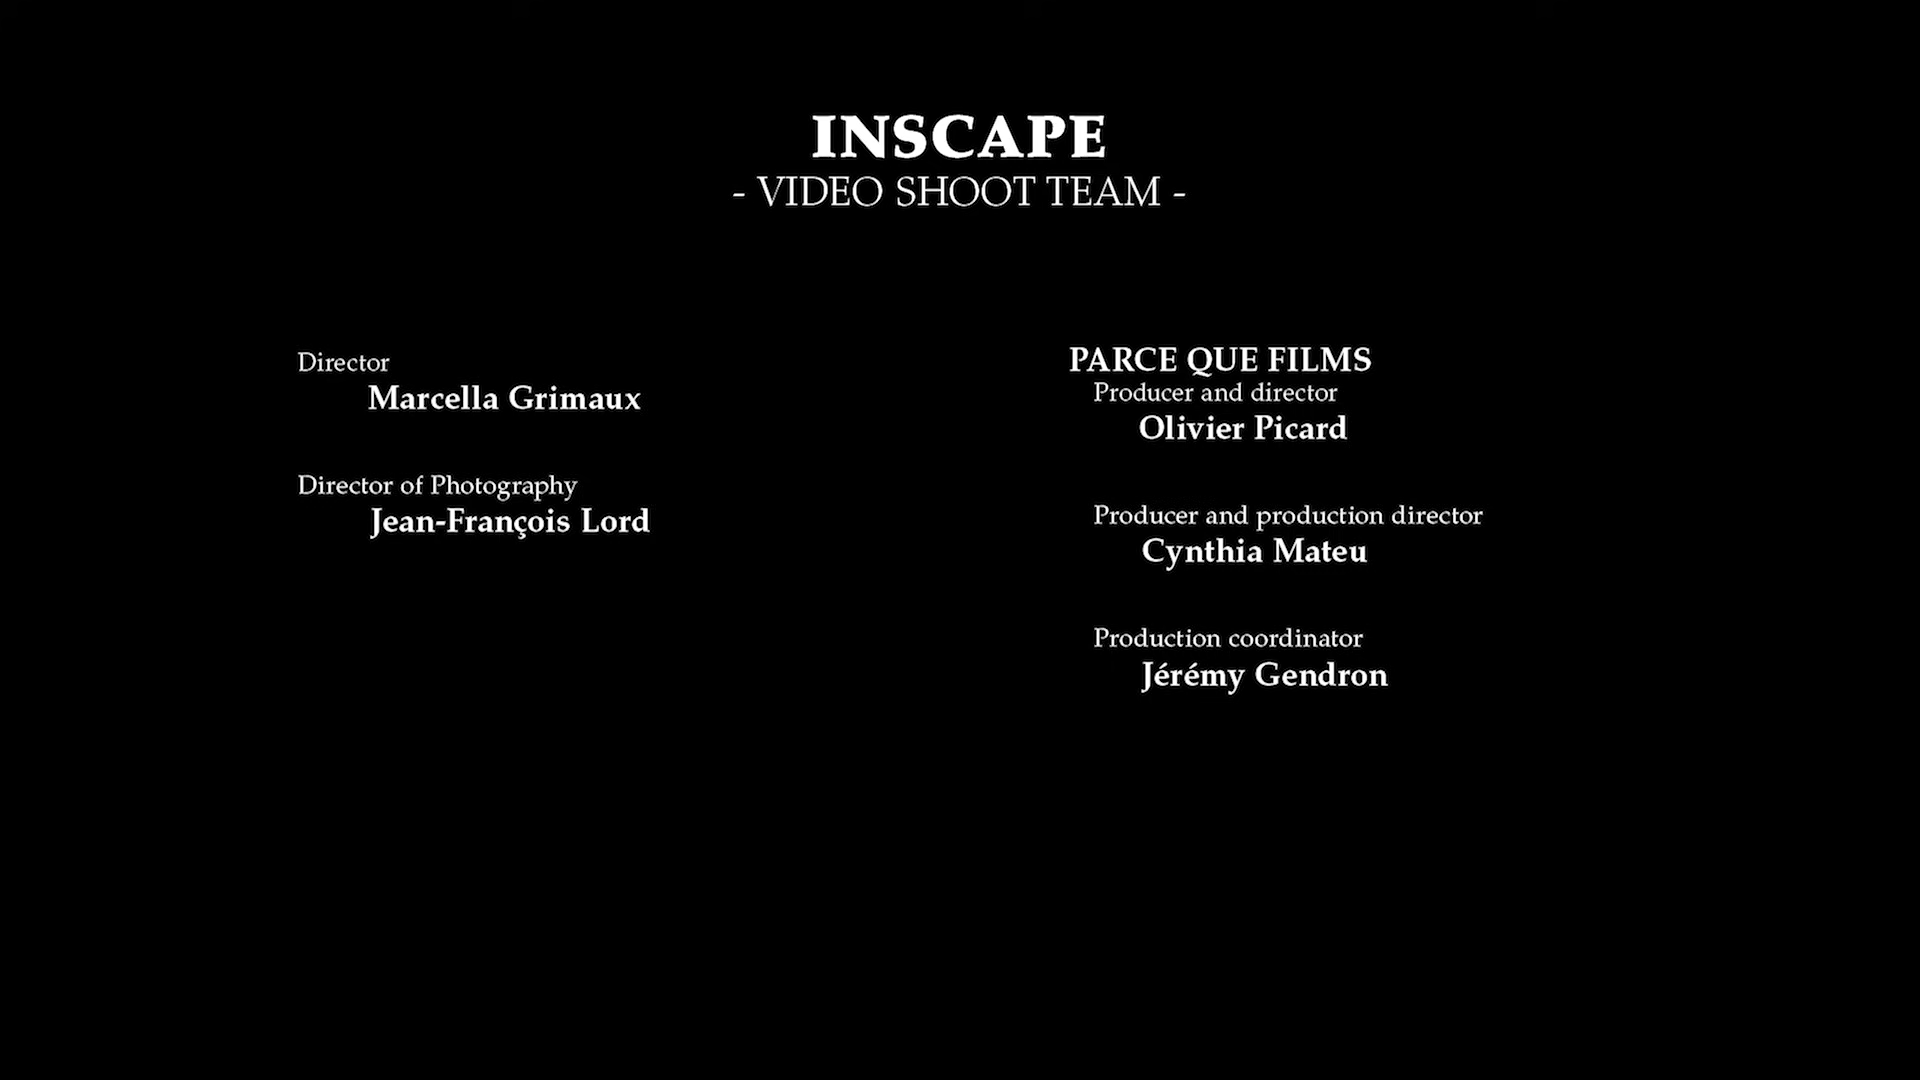 INSCAPE
- VIDEO SHOOT TEAM -
Director
Marcella Grimaux
Director of Photography
Jean-François Lord
PARCE QUE FILMS
Producer and director
Olivier Picard
Producer and production director
Cynthia Mateu
Production coordinator
Jérémy Gendron